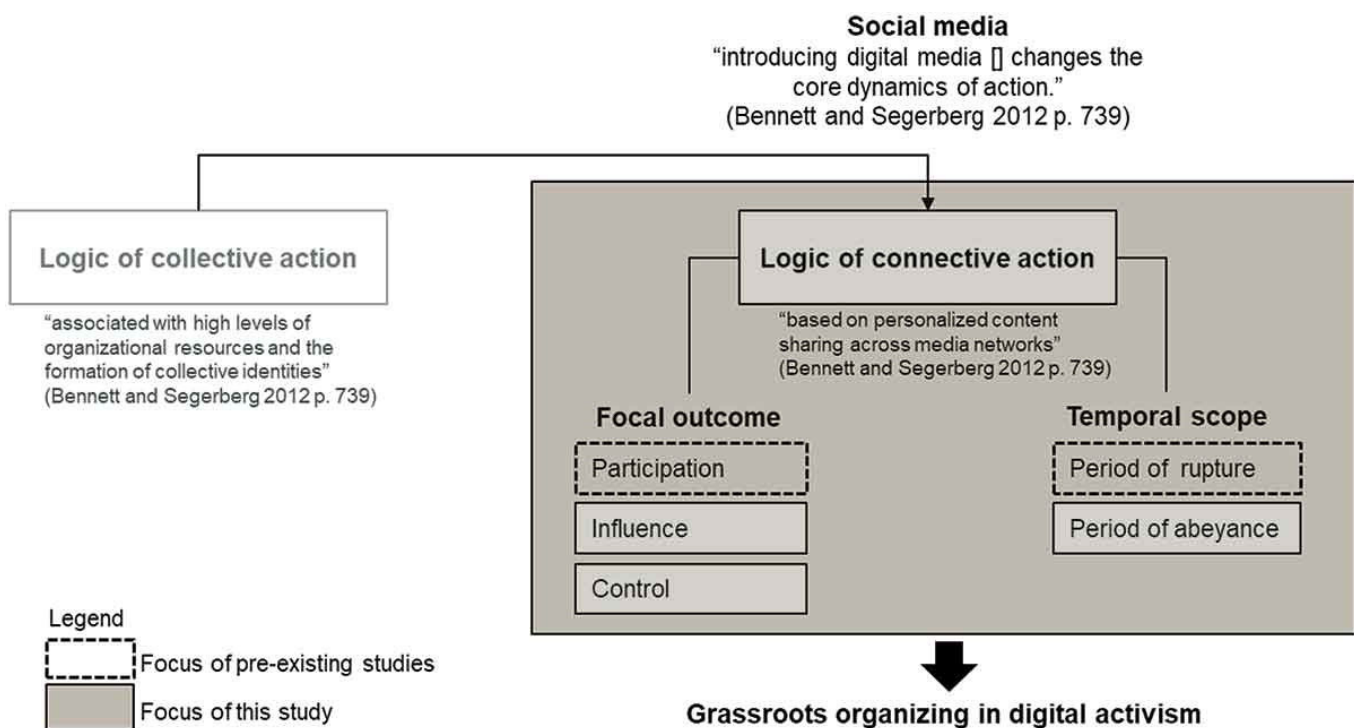 Social media
“introducing digital media [] changes the
core dynamics of action.”
(Bennett and Segerberg 2012 p. 739)
Logic of collective action
“associated with high levels of
organizational resources and the
formation of collective identities”
(Bennett and Segerberg 2012 p. 739)
Logic of connective action
“based on personalized content
sharing across media networks”
(Bennett and Segerberg 2012 p. 739)
Focal outcome
Participation
Influence
Control
Temporal scope
Period of rupture
Period of abeyance
Legend
Focus of pre-existing studies
Focus of this study
Grassroots organizing in digital activism